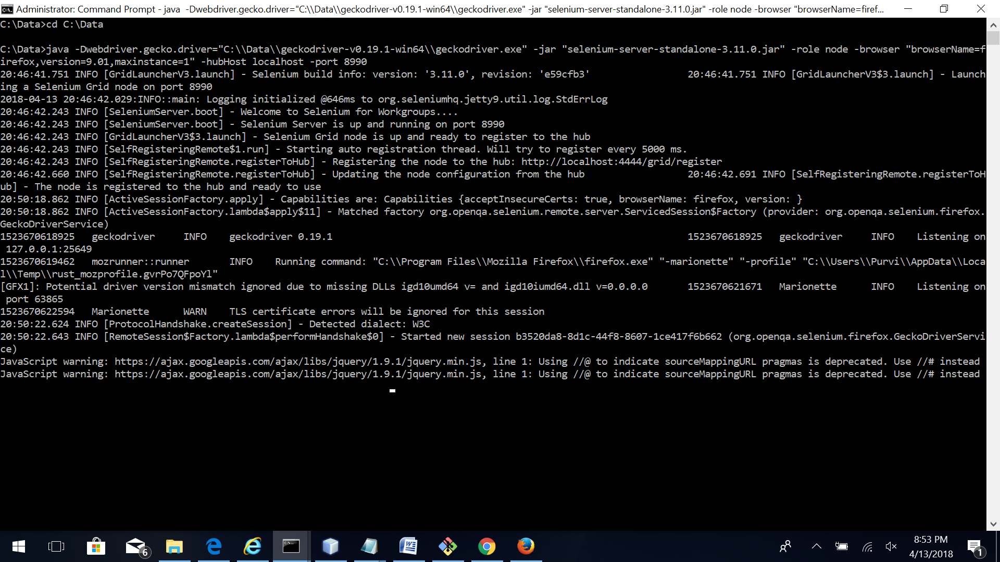 Administrator: Command Prompt - java  -Dwebdriver.gecko.driver="C:\\Data\\geckodriver-v0.19.1-win64\\geckodriver.exe" -jar "selenium-server-standalone-3.11.0.jar" -role node -browser "browserName=firef...
C:\Data>cd C:\Data
C:\Data>java -Dwebdriver.gecko.driver="C:\\Data\\geckodriver-v0.19.1-win64\\geckodriver.exe" -jar "selenium-server-standalone-3.11.0.jar" -role node -browser "browserName=f
irefox,version=9.01,maxinstance=1" -hubHost localhost -port 8990
20:46:41.751 INFO [GridLauncherV3.launch] - Selenium build info: version: '3.11.0', revision: 'e59cfb3'                 20:46:41.751 INFO [GridLauncherV3$3.launch] - Launch
ing a Selenium Grid node on port 8990
2018-04-13 20:46:42.029:INFO::main: Logging initialized @646ms to org.seleniumhq.jetty9.util.log.StdErrLog
20:46:42.243 INFO [SeleniumServer.boot] - Welcome to Selenium for Workgroups....
20:46:42.243 INFO [SeleniumServer.boot] - Selenium Server is up and running on port 8990
20:46:42.243 INFO [GridLauncherV3$3.launch] - Selenium Grid node is up and ready to register to the hub
20:46:42.243 INFO [SelfRegisteringRemote$1.run] - Starting auto registration thread. Will try to register every 5000 ms.
20:46:42.243 INFO [SelfRegisteringRemote.registerToHub] - Registering the node to the hub: http://localhost:4444/grid/register
20:46:42.660 INFO [SelfRegisteringRemote.registerToHub] - Updating the node configuration from the hub                  20:46:42.691 INFO [SelfRegisteringRemote.registerToH
ub] - The node is registered to the hub and ready to use
20:50:18.862 INFO [ActiveSessionFactory.apply] - Capabilities are: Capabilities {acceptInsecureCerts: true, browserName: firefox, version: }
20:50:18.862 INFO [ActiveSessionFactory.lambda$apply$11] - Matched factory org.openqa.selenium.remote.server.ServicedSession$Factory (provider: org.openqa.selenium.firefox.
GeckoDriverService)
1523670618925   geckodriver     INFO    geckodriver 0.19.1                                                              1523670618925   geckodriver     INFO    Listening on
 127.0.0.1:25649
1523670619462   mozrunner::runner       INFO    Running command: "C:\\Program Files\\Mozilla Firefox\\firefox.exe" "-marionette" "-profile" "C:\\Users\\Purvi\\AppData\\Loca
l\\Temp\\rust_mozprofile.gvrPo7QFpoYl"
[GFX1]: Potential driver version mismatch ignored due to missing DLLs igd10umd64 v= and igd10iumd64.dll v=0.0.0.0       1523670621671   Marionette      INFO    Listening on
 port 63865
1523670622594   Marionette      WARN    TLS certificate errors will be ignored for this session
20:50:22.624 INFO [ProtocolHandshake.createSession] - Detected dialect: W3C
20:50:22.643 INFO [RemoteSession$Factory.lambda$performHandshake$0] - Started new session b3520da8-8d1c-44f8-8607-1ce417f6b662 (org.openqa.selenium.firefox.GeckoDriverServi
ce)
JavaScript warning: https://ajax.googleapis.com/ajax/libs/jquery/1.9.1/jquery.min.js, line 1: Using //@ to indicate sourceMappingURL pragmas is deprecated. Use //# instead
JavaScript warning: https://ajax.googleapis.com/ajax/libs/jquery/1.9.1/jquery.min.js, line 1: Using //@ to indicate sourceMappingURL pragmas is deprecated. Use //# instead
6
8:53 PM
4/13/2018
1